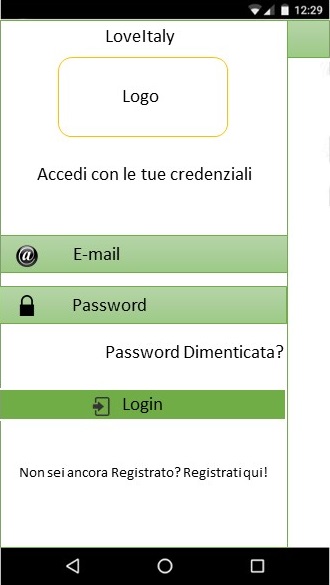 12:29
LoveItaly
Logo
Accedi con le tue credenziali
@ E-mail
Password
Password Dimenticata?
Login
Non sei ancora Registrato? Registrati qui!